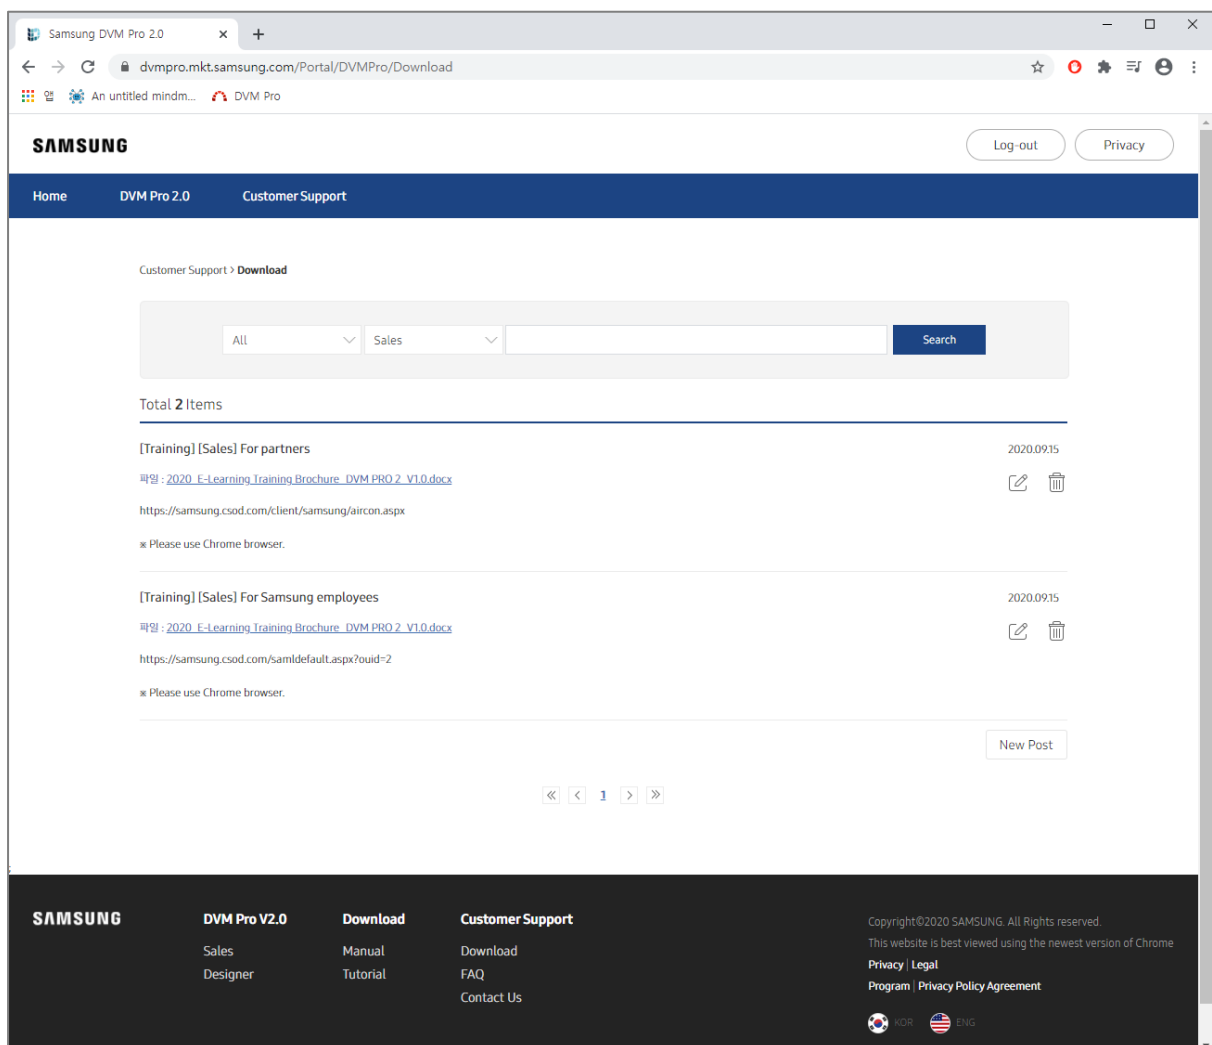 Samsung DVM Pro 2.0
dvmpro.mkt.samsung.com/Portal/DVMPro/Download
앱 An untitled mindm... DVM Pro
SAMSUNG Log-out Privacy
Home DVM Pro 2.0 Customer Support
Customer Support > Download
All Sales Search
Total 2 Items
[Training] [Sales] For partners 2020.09.15
파일 : 2020_E-Learning Training Brochure_DVM PRO 2_V1.0.docx
https://samsung.csod.com/client/samsung/aircon.aspx
※ Please use Chrome browser.
[Training] [Sales] For Samsung employees 2020.09.15
파일 : 2020_E-Learning Training Brochure_DVM PRO 2_V1.0.docx
https://samsung.csod.com/samldefault.aspx?ouid=2
※ Please use Chrome browser.
New Post
« < 1 > »
SAMSUNG DVM Pro V2.0 Download Customer Support
Sales Manual Download
Designer Tutorial FAQ
Contact Us
Copyright©2020 SAMSUNG. All Rights reserved.
This website is best viewed using the newest version of Chrome
Privacy | Legal
Program | Privacy Policy Agreement
KOR ENG